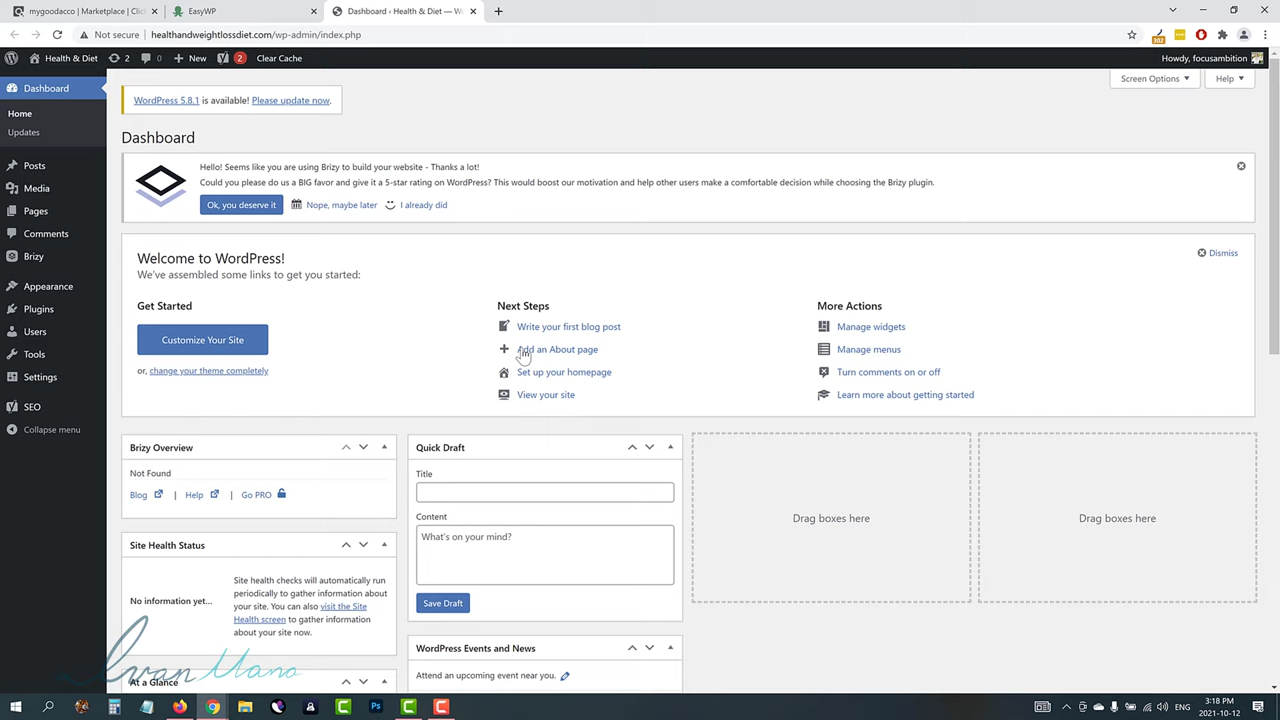 mygoodacco | Marketplace | Clic
EasyWP
Dashboard ‹ Health & Diet — W
Not secure
healthandweightlossdiet.com/wp-admin/index.php
302
Health & Diet
2
0
New
2
Clear Cache
Howdy, focusambition
Dashboard
Home
Updates
Posts
Media
Pages
Comments
Brizy
Appearance
Plugins
Users
Tools
Settings
SEO
Collapse menu
Screen Options
Help
WordPress 5.8.1 is available! Please update now.
Dashboard
Hello! Seems like you are using Brizy to build your website - Thanks a lot!
Could you please do us a BIG favor and give it a 5-star rating on WordPress? This would boost our motivation and help other users make a comfortable decision while choosing the Brizy plugin.
Ok, you deserve it
Nope, maybe later
I already did
Welcome to WordPress!
We've assembled some links to get you started:
Dismiss
Get Started
Customize Your Site
or, change your theme completely
Next Steps
Write your first blog post
Add an About page
Set up your homepage
View your site
More Actions
Manage widgets
Manage menus
Turn comments on or off
Learn more about getting started
Brizy Overview
Not Found
Blog | Help | Go PRO
Site Health Status
No information yet...
Site health checks will automatically run
periodically to gather information about
your site. You can also visit the Site
Health screen to gather information
about your site now.
At a Glance
Quick Draft
Title
Content
What's on your mind?
Save Draft
WordPress Events and News
Attend an upcoming event near you.
Drag boxes here
Drag boxes here
Ivan Mana
ENG
3:18 PM
2021-10-12